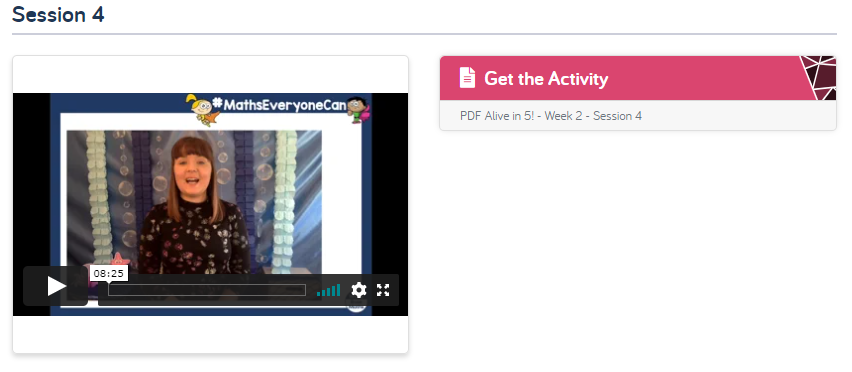 Session 4
#MathsEveryoneCan
08:25
Get the Activity
PDF Alive in 5! - Week 2 - Session 4